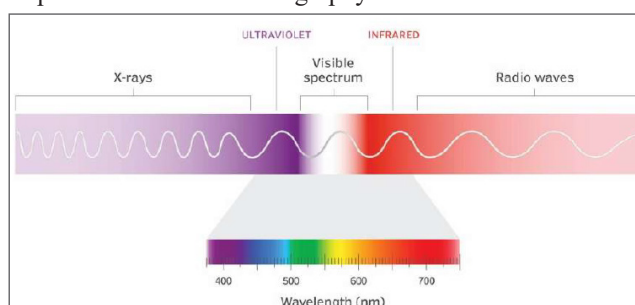 ULTRAVIOLET INFRARED
X-rays Visible spectrum Radio waves
400 500 600 700
Wavelength (nm)